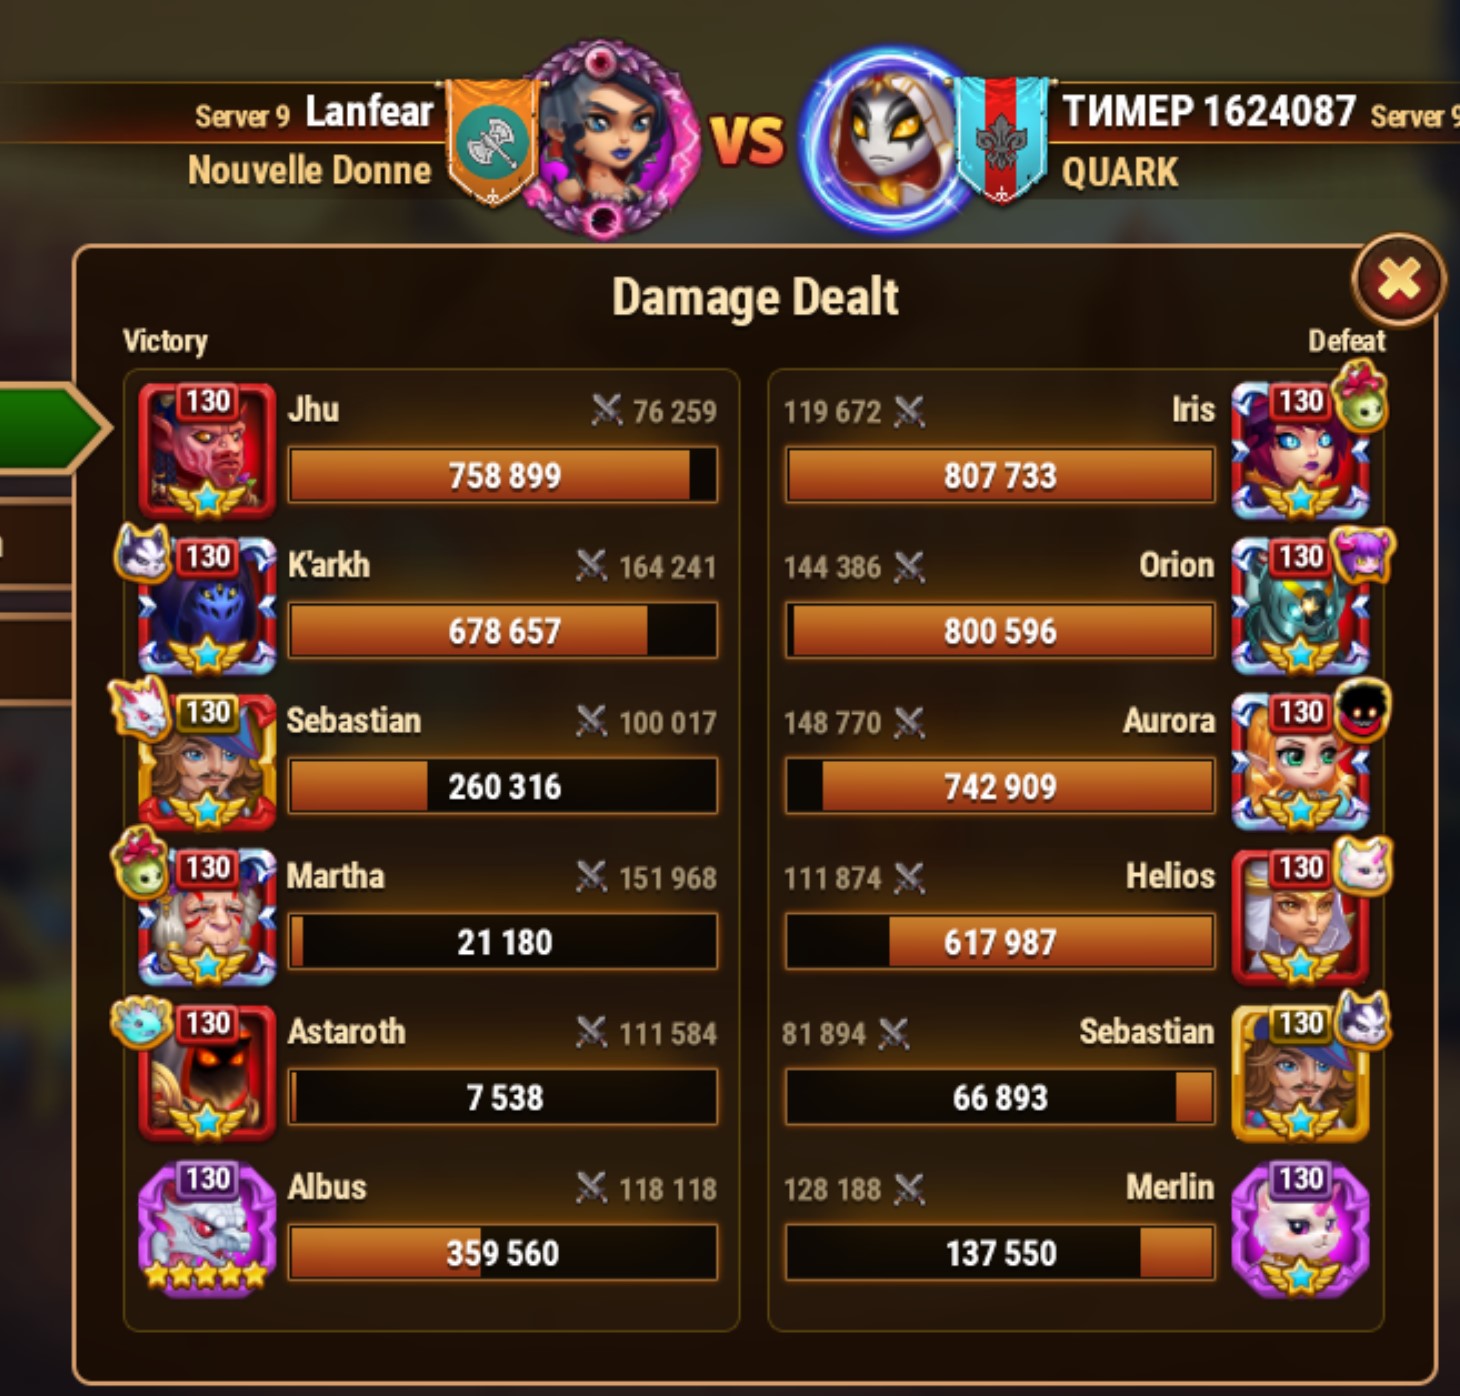 Server 9 Lanfear VS ТИМЕР 1624087 Server 9
Nouvelle Donne QUARK
Damage Dealt
Victory Defeat
130 Jhu 76 259
758 899
119 672 Iris 130
807 733
130 K'arkh 164 241
678 657
144 386 Orion 130
800 596
130 Sebastian 100 017
260 316
148 770 Aurora 130
742 909
130 Martha 151 968
21 180
111 874 Helios 130
617 987
130 Astaroth 111 584
7 538
81 894 Sebastian 130
66 893
130 Albus 118 118
359 560
128 188 Merlin 130
137 550